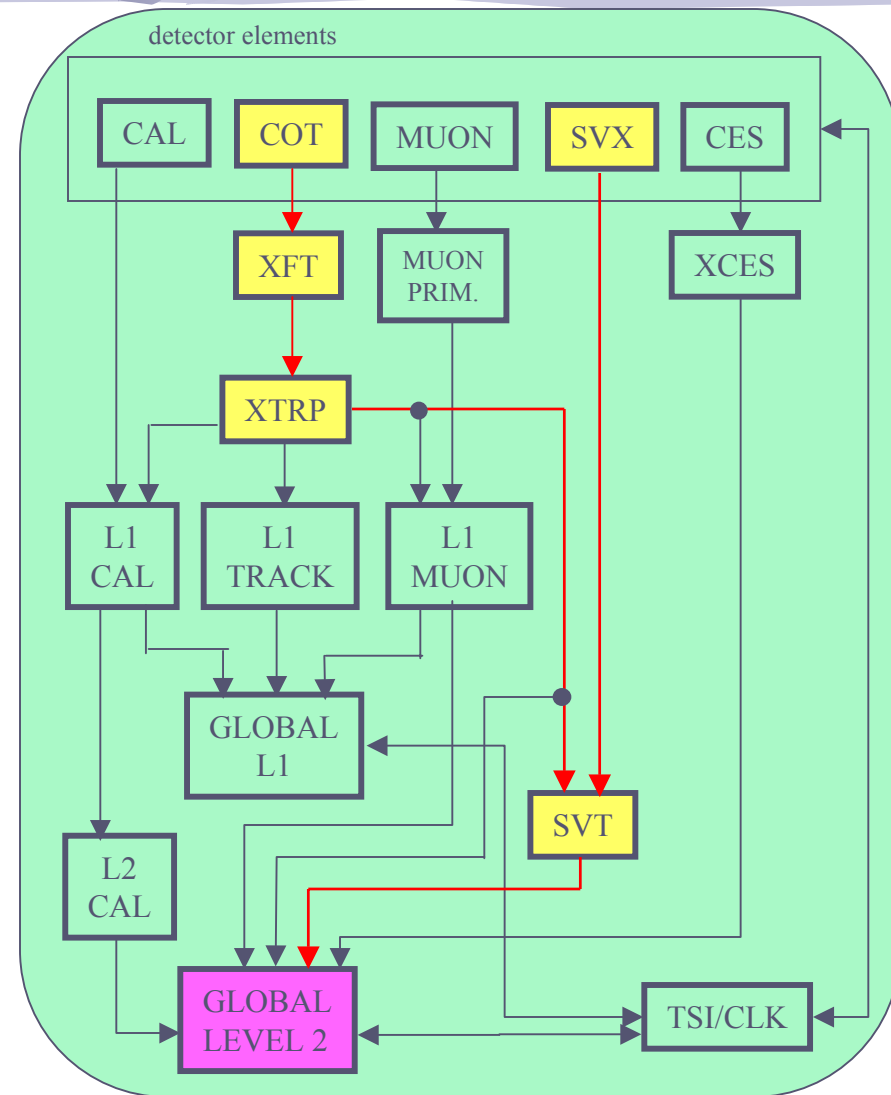 detector elements
CAL
COT
MUON
SVX
CES
XFT
MUON
PRIM.
XCES
XTRP
L1
CAL
L1
TRACK
L1
MUON
GLOBAL
L1
SVT
L2
CAL
GLOBAL
LEVEL 2
TSI/CLK